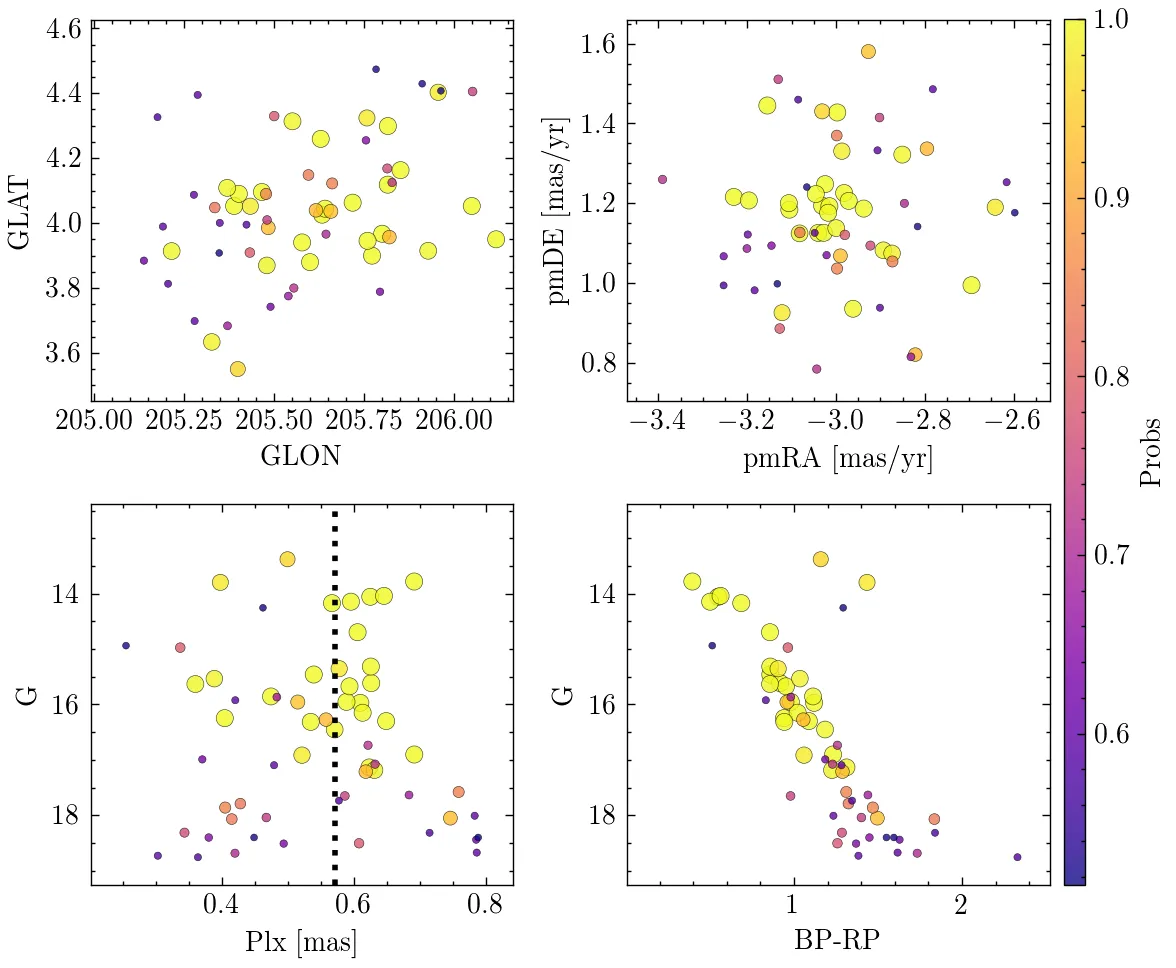 4.6
4.4
4.2
4.0
3.8
3.6
GLAT
205.00 205.25 205.50 205.75 206.00
GLON
1.6
1.4
1.2
1.0
0.8
pmDE [mas/yr]
−3.4 −3.2 −3.0 −2.8 −2.6
pmRA [mas/yr]
1.0
0.9
0.8
0.7
0.6
Probs
14
16
18
G
0.4 0.6 0.8
Plx [mas]
14
16
18
G
1 2
BP-RP